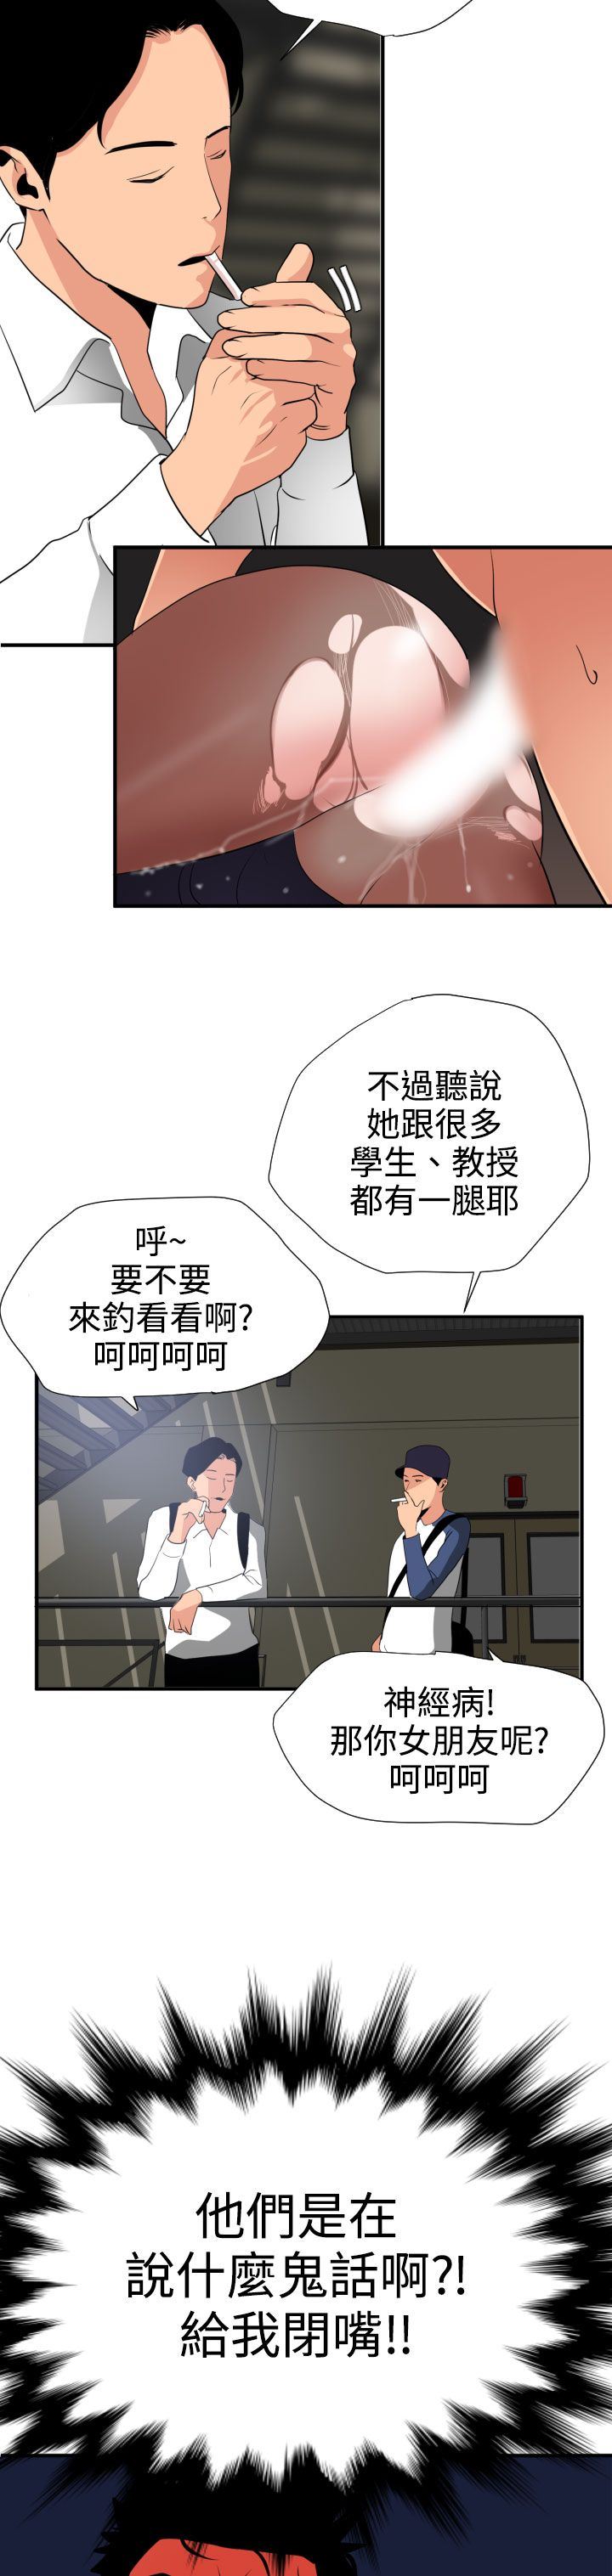 不過聽說
她跟很多
學生、教授
都有一腿耶
呼~
要不要
來釣看看啊?
呵呵呵呵
神經病!
那你女朋友呢?
呵呵呵
他們是在
說什麼鬼話啊?!
給我閉嘴!!